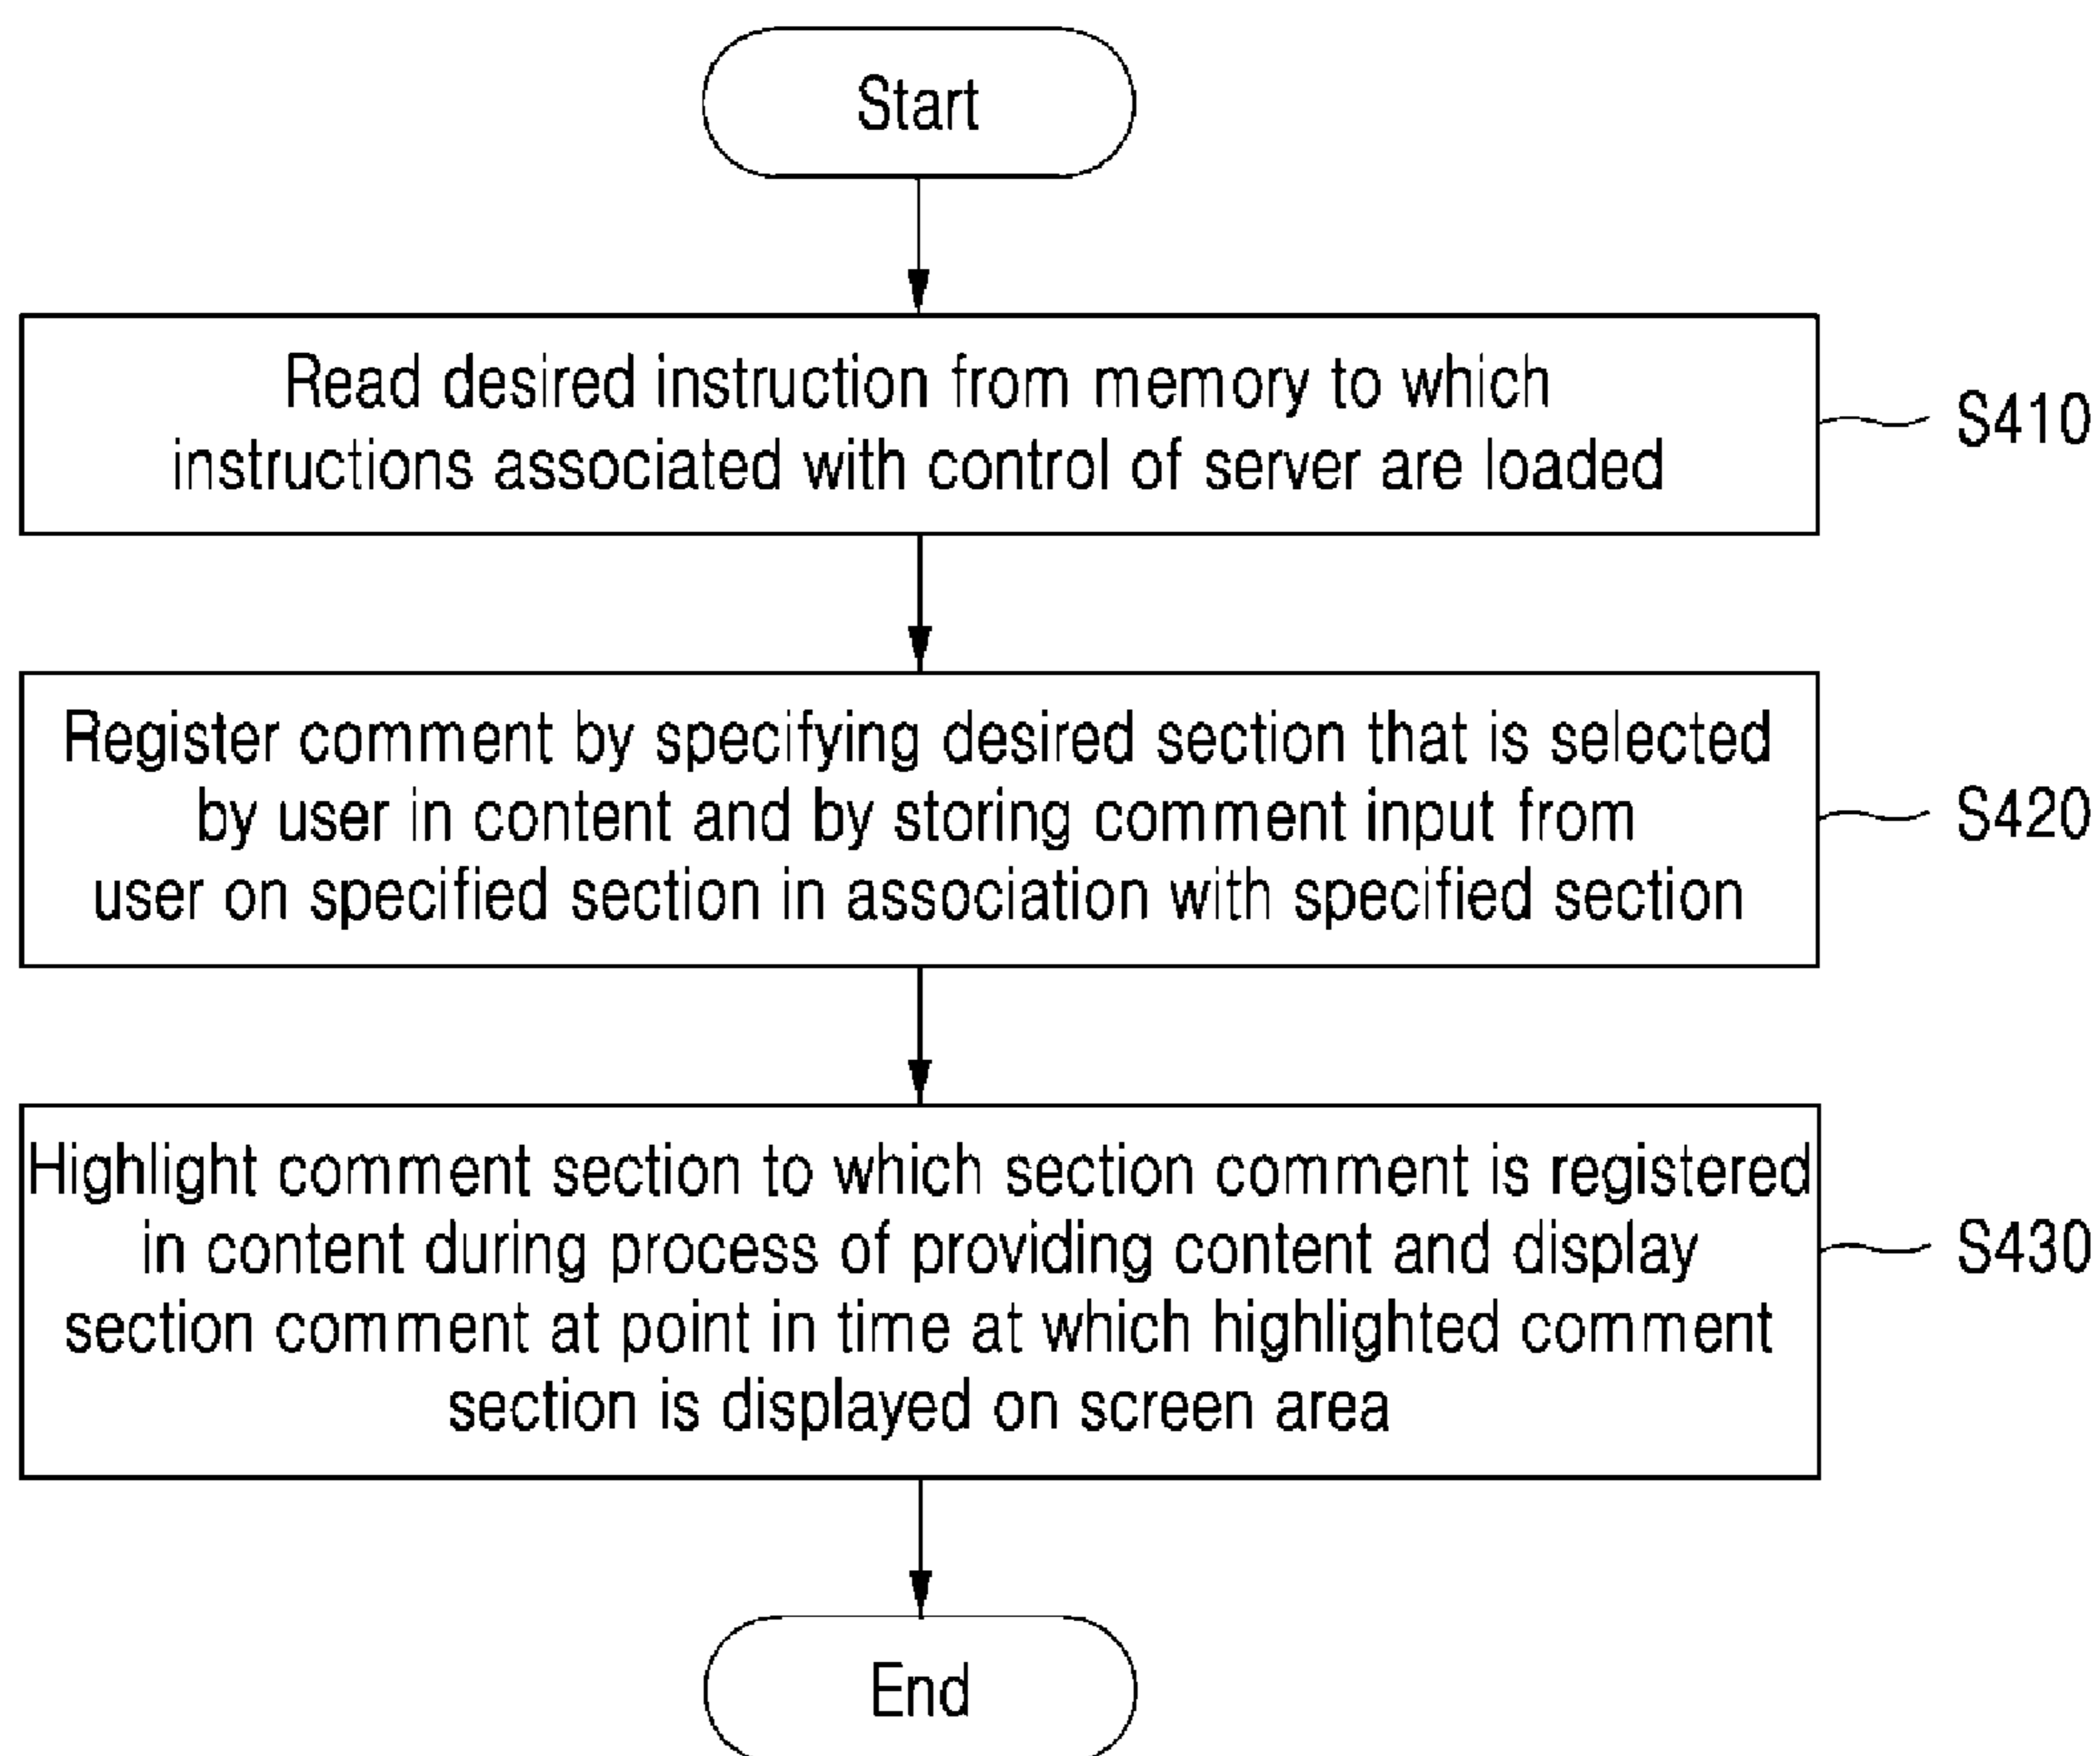 Start
Read desired instruction from memory to which
instructions associated with control of server are loaded
S410
Register comment by specifying desired section that is selected
by user in content and by storing comment input from
user on specified section in association with specified section
S420
Highlight comment section to which section comment is registered
in content during process of providing content and display
section comment at point in time at which highlighted comment
section is displayed on screen area
S430
End